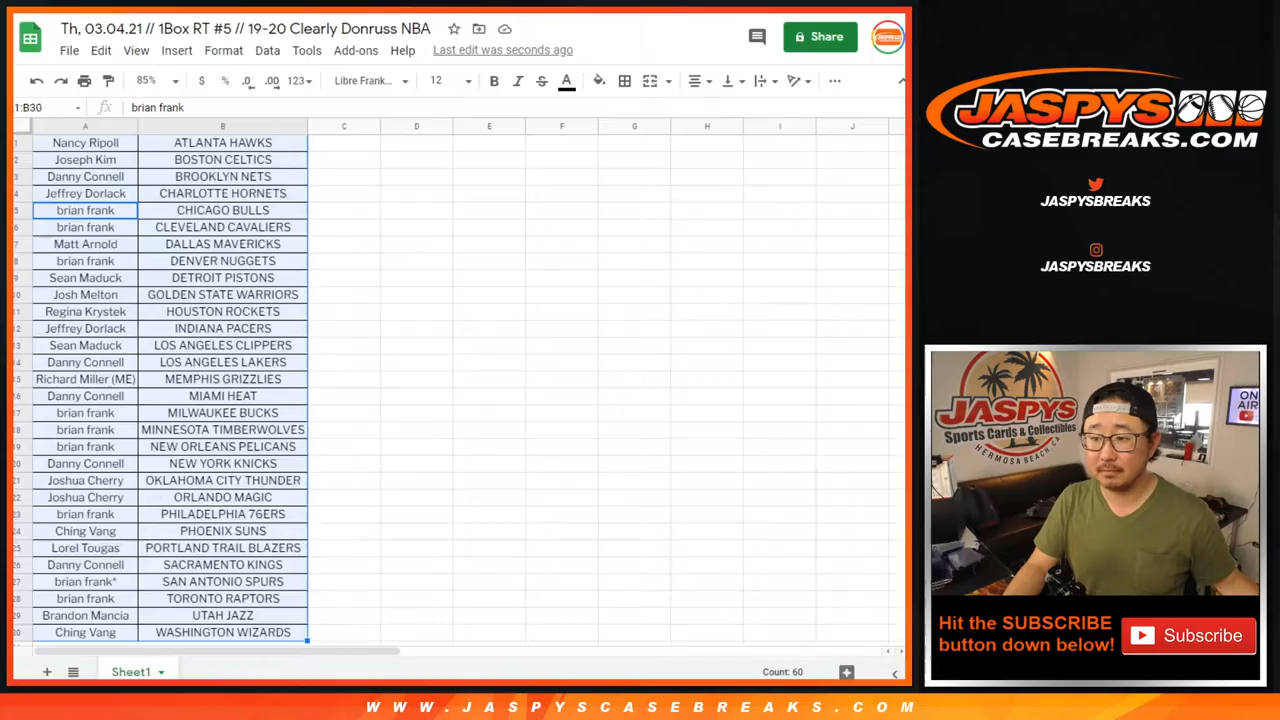 Th, 03.04.21 // 1Box RT #5 // 19-20 Clearly Donruss NBA
File Edit View Insert Format Data Tools Add-ons Help Last edit was seconds ago
Share
85% $ % .0 .00 123 Libre Frank... 12 B I S A
1:B30 fx brian frank
A B C D E F G H I J
1 Nancy Ripoll ATLANTA HAWKS
2 Joseph Kim BOSTON CELTICS
3 Danny Connell BROOKLYN NETS
4 Jeffrey Dorlack CHARLOTTE HORNETS
5 brian frank CHICAGO BULLS
6 brian frank CLEVELAND CAVALIERS
7 Matt Arnold DALLAS MAVERICKS
8 brian frank DENVER NUGGETS
9 Sean Maduck DETROIT PISTONS
10 Josh Melton GOLDEN STATE WARRIORS
11 Regina Krystek HOUSTON ROCKETS
12 Jeffrey Dorlack INDIANA PACERS
13 Sean Maduck LOS ANGELES CLIPPERS
14 Danny Connell LOS ANGELES LAKERS
15 Richard Miller (ME) MEMPHIS GRIZZLIES
16 Danny Connell MIAMI HEAT
17 brian frank MILWAUKEE BUCKS
18 brian frank MINNESOTA TIMBERWOLVES
19 brian frank NEW ORLEANS PELICANS
20 Danny Connell NEW YORK KNICKS
21 Joshua Cherry OKLAHOMA CITY THUNDER
22 Joshua Cherry ORLANDO MAGIC
23 brian frank PHILADELPHIA 76ERS
24 Ching Vang PHOENIX SUNS
25 Lorel Tougas PORTLAND TRAIL BLAZERS
26 Danny Connell SACRAMENTO KINGS
27 brian frank* SAN ANTONIO SPURS
28 brian frank TORONTO RAPTORS
29 Brandon Mancia UTAH JAZZ
30 Ching Vang WASHINGTON WIZARDS
Sheet1
Count: 60
JASPYS
CASEBREAKS.COM
JASPYSBREAKS
JASPYSBREAKS
JASPYS
Sports Cards & Collectibles
HERMOSA BEACH, CA
ON
AIR
Hit the SUBSCRIBE
button down below!
Subscribe
WWW.JASPYSCASEBREAKS.COM